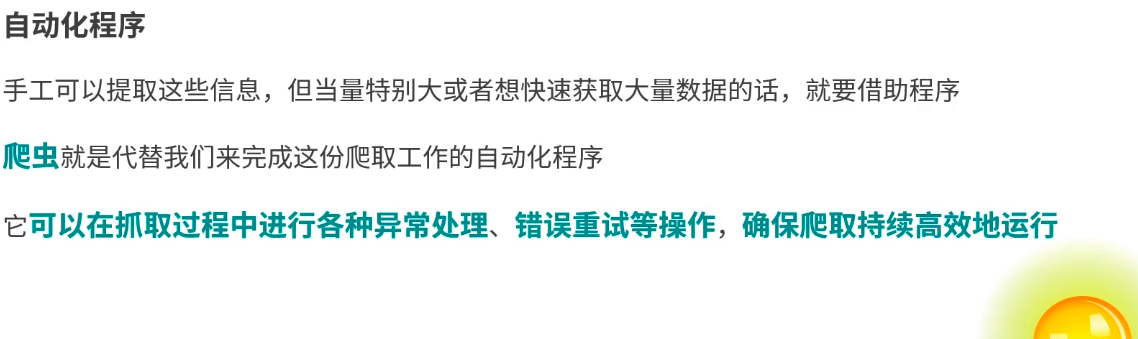 自动化程序
手工可以提取这些信息，但当量特别大或者想快速获取大量数据的话，就要借助程序
爬虫就是代替我们来完成这份爬取工作的自动化程序
它可以在抓取过程中进行各种异常处理、错误重试等操作，确保爬取持续高效地运行